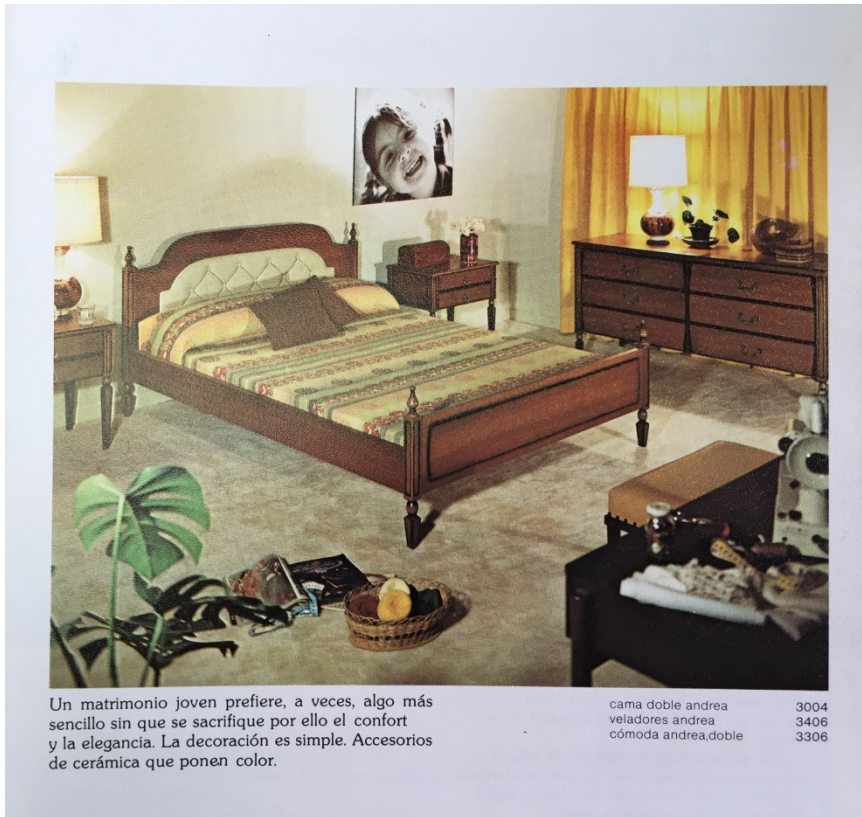 Un matrimonio joven prefiere, a veces, algo más
sencillo sin que se sacrifique por ello el confort
y la elegancia. La decoración es simple. Accesorios
de cerámica que ponen color.
cama doble andrea 3004
veladores andrea 3406
cómoda andrea,doble 3306